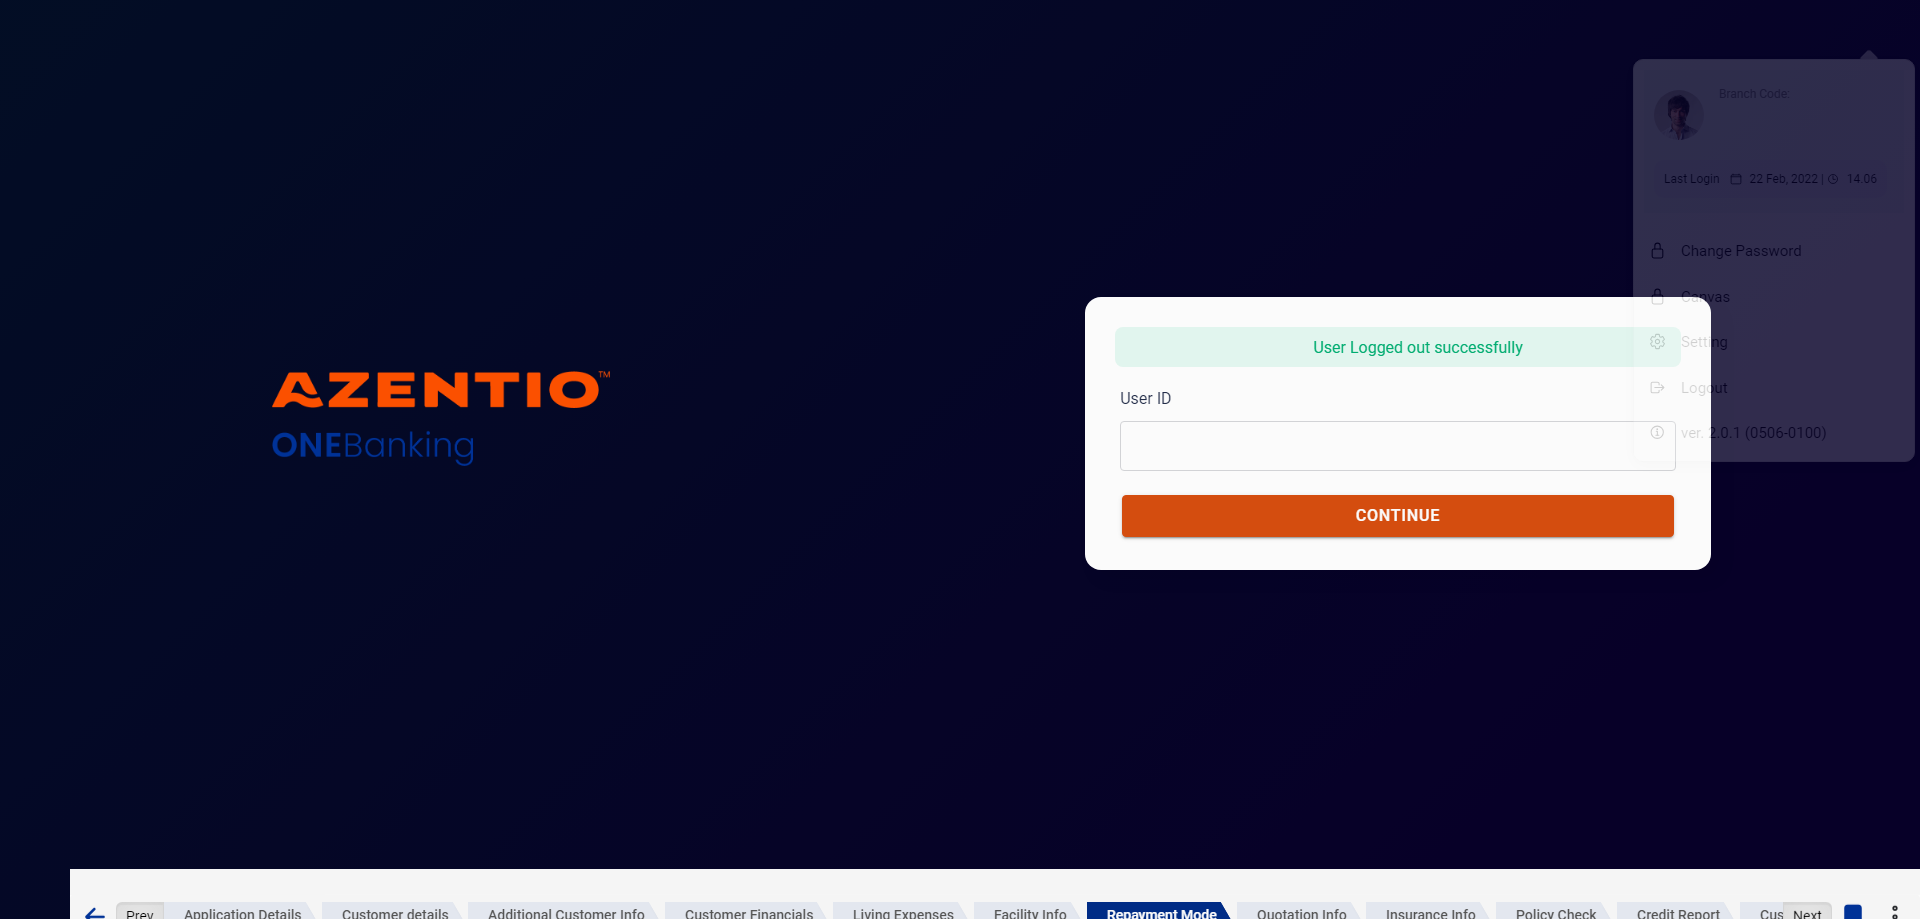 Branch Code:
Last Login 22 Feb, 2022 | 14.06
Change Password
Canvas
Setting
Logout
ver. 2.0.1 (0506-0100)
AZENTIO™
ONEBanking
User Logged out successfully
User ID
CONTINUE
Prev Application Details Customer details Additional Customer Info Customer Financials Living Expenses Facility Info Repayment Mode Quotation Info Insurance Info Policy Check Credit Report Cus Next